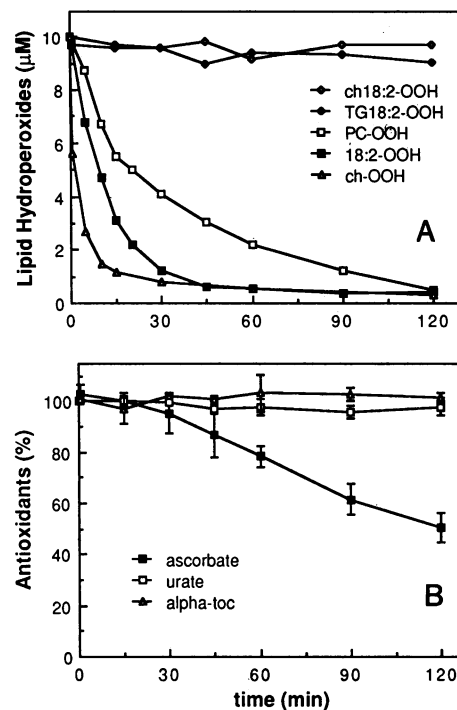 Lipid Hydroperoxides (μM)
10
8
6
4
2
0
ch18:2-OOH
TG18:2-OOH
PC-OOH
18:2-OOH
ch-OOH
A
0 30 60 90 120
Antioxidants (%)
100
80
60
40
20
0
ascorbate
urate
alpha-toc
B
0 30 60 90 120
time (min)